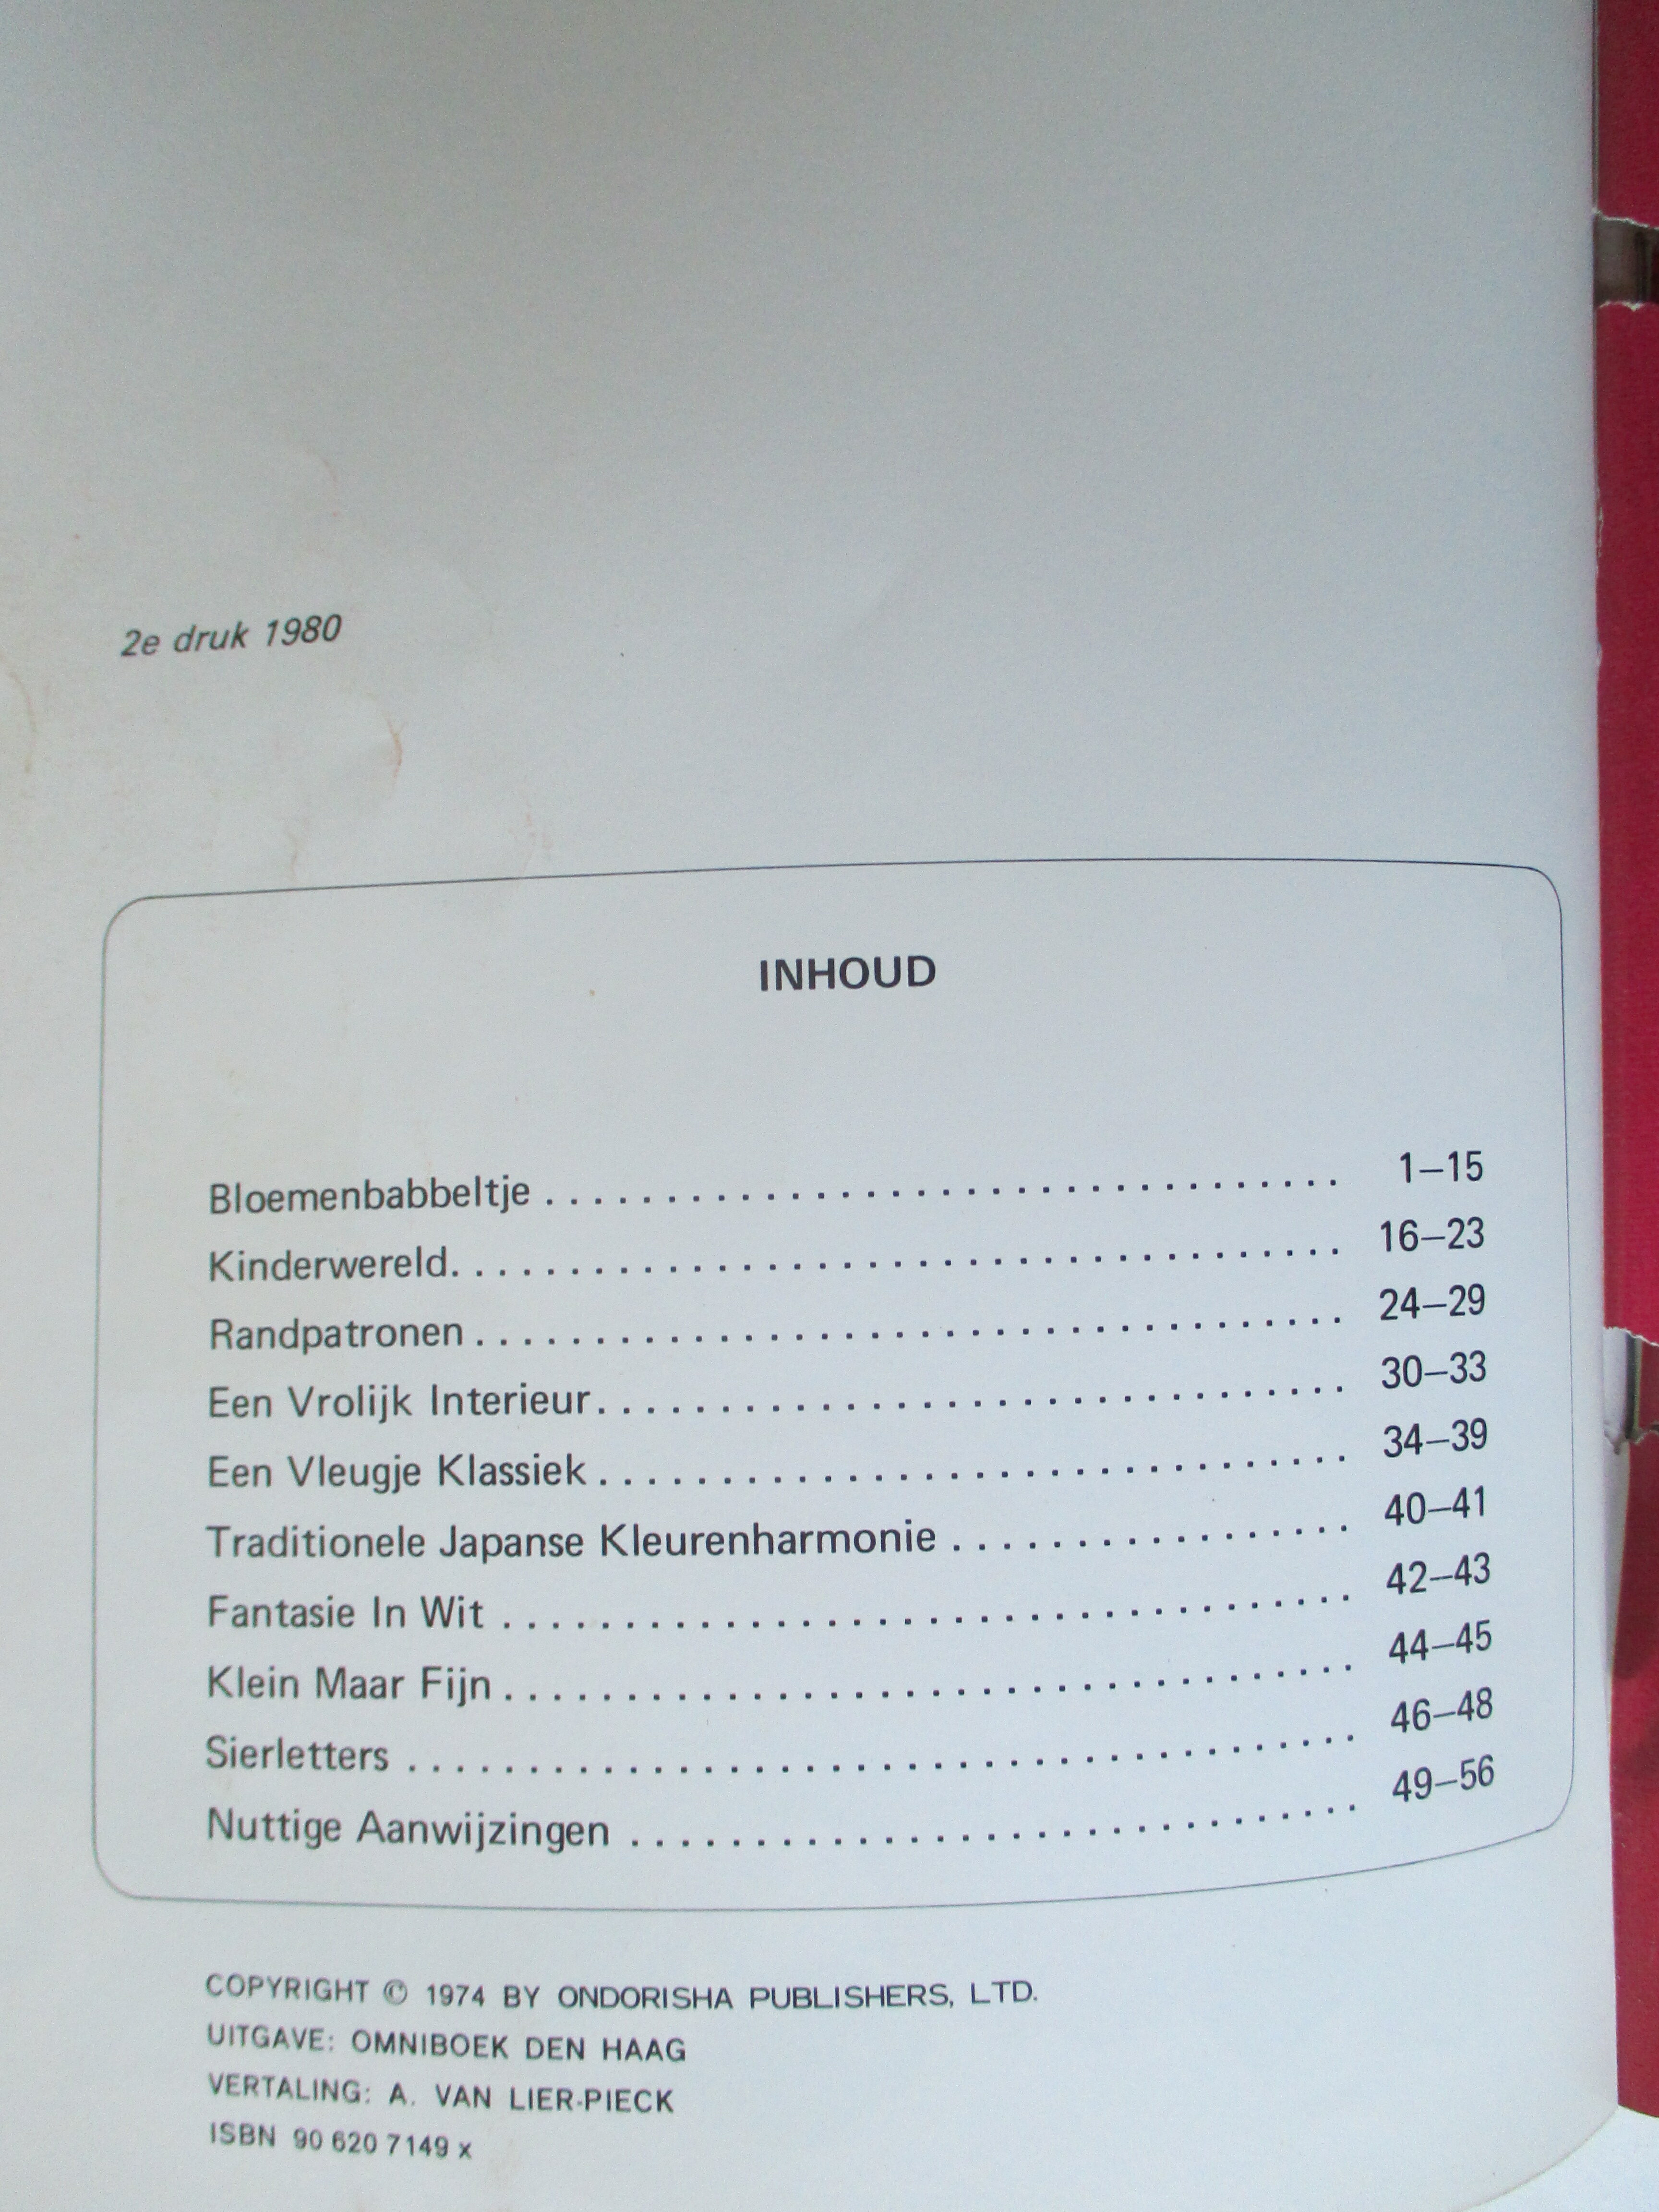 2e druk 1980
INHOUD
Bloemenbabbeltje . . . . . . . . . . . . . . . . . . . . . . . . . . . . . . . . . 1–15
Kinderwereld. . . . . . . . . . . . . . . . . . . . . . . . . . . . . . . . . . . . . 16–23
Randpatronen . . . . . . . . . . . . . . . . . . . . . . . . . . . . . . . . . . . . 24–29
Een Vrolijk Interieur. . . . . . . . . . . . . . . . . . . . . . . . . . . . . . . 30–33
Een Vleugje Klassiek . . . . . . . . . . . . . . . . . . . . . . . . . . . . . . . 34–39
Traditionele Japanse Kleurenharmonie . . . . . . . . . . . . . . . . . 40–41
Fantasie In Wit . . . . . . . . . . . . . . . . . . . . . . . . . . . . . . . . . . . 42–43
Klein Maar Fijn . . . . . . . . . . . . . . . . . . . . . . . . . . . . . . . . . . . 44–45
Sierletters . . . . . . . . . . . . . . . . . . . . . . . . . . . . . . . . . . . . . . . 46–48
Nuttige Aanwijzingen . . . . . . . . . . . . . . . . . . . . . . . . . . . . . . 49–56
COPYRIGHT © 1974 BY ONDORISHA PUBLISHERS, LTD.
UITGAVE: OMNIBOEK DEN HAAG
VERTALING: A. VAN LIER-PIECK
ISBN 90 620 7149 x